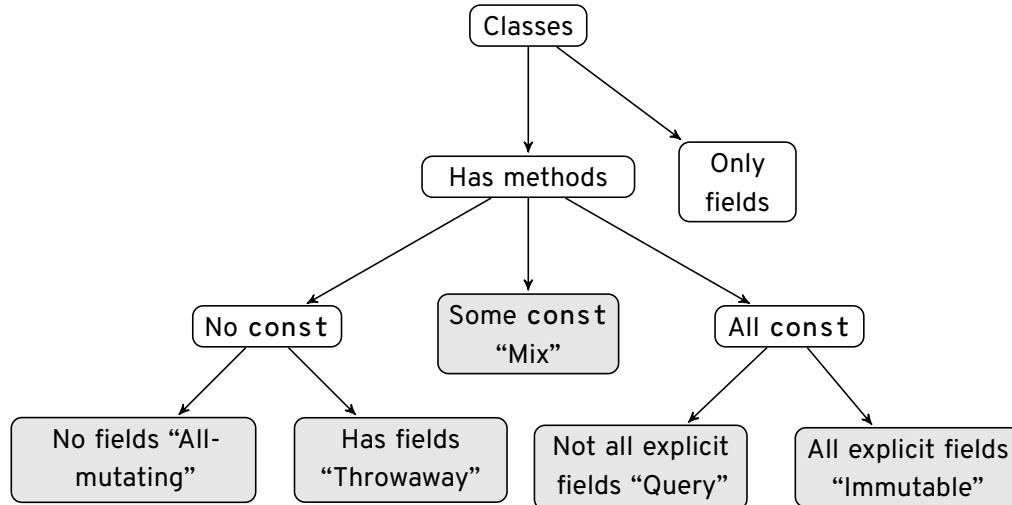 Classes
Has methods
Only
fields
No const
Some const
“Mix”
All const
No fields “All-
mutating”
Has fields
“Throwaway”
Not all explicit
fields “Query”
All explicit fields
“Immutable”